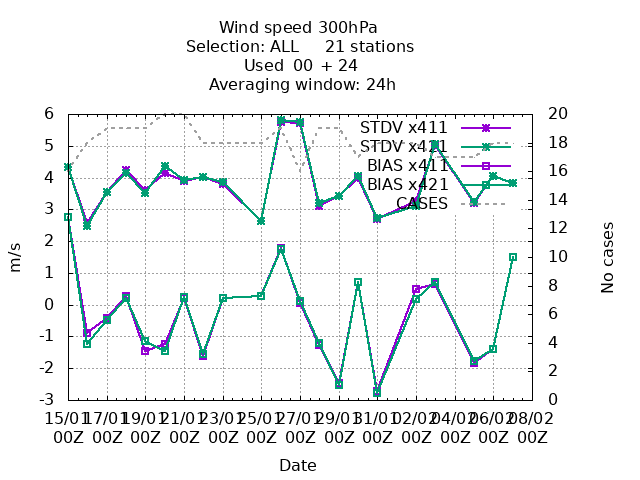 Wind speed 300hPa
Selection: ALL 21 stations
Used 00 + 24
Averaging window: 24h
STDV x411
STDV x421
BIAS x411
BIAS x421
CASES
6
5
4
3
2
1
0
-1
-2
-3
m/s
20
18
16
14
12
10
8
6
4
2
0
No cases
15/01 17/01 19/01 21/01 23/01 25/01 27/01 29/01 31/01 02/02 04/02 06/02 08/02
00Z 00Z 00Z 00Z 00Z 00Z 00Z 00Z 00Z 00Z 00Z 00Z 00Z
Date